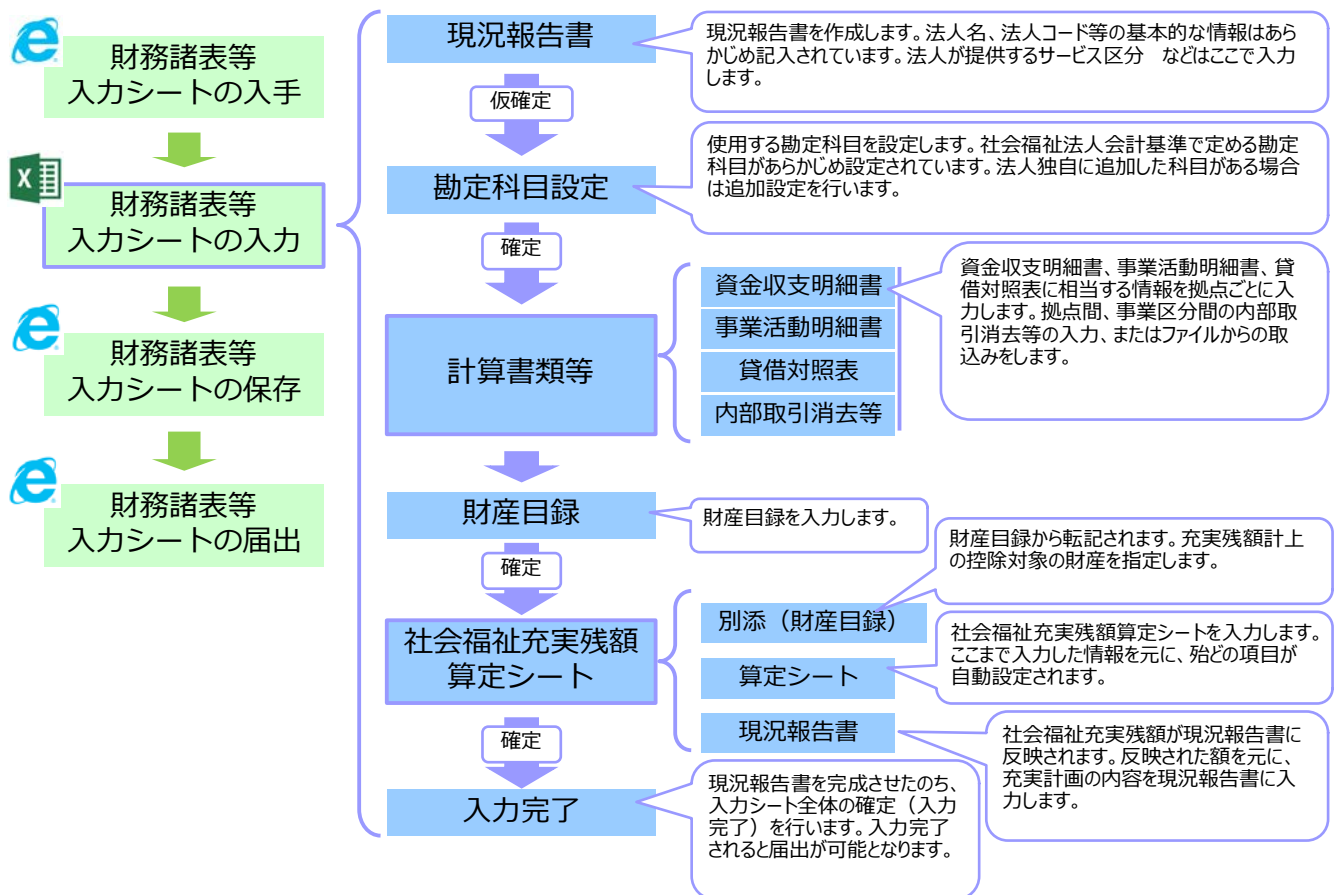 財務諸表等
入力シートの入手
財務諸表等
入力シートの入力
財務諸表等
入力シートの保存
財務諸表等
入力シートの届出
現況報告書
現況報告書を作成します。法人名、法人コード等の基本的な情報はあら
かじめ記入されています。法人が提供するサービス区分　などはここで入力
します。
仮確定
勘定科目設定
使用する勘定科目を設定します。社会福祉法人会計基準で定める勘定
科目があらかじめ設定されています。法人独自に追加した科目がある場合
は追加設定を行います。
確定
計算書類等
資金収支明細書
事業活動明細書
貸借対照表
内部取引消去等
資金収支明細書、事業活動明細書、貸
借対照表に相当する情報を拠点ごとに入
力します。拠点間、事業区分間の内部取
引消去等の入力、またはファイルからの取
込みをします。
財産目録
財産目録を入力します。
確定
社会福祉充実残額
算定シート
別添（財産目録）
財産目録から転記されます。充実残額計上
の控除対象の財産を指定します。
算定シート
社会福祉充実残額算定シートを入力します。
ここまで入力した情報を元に、殆どの項目が
自動設定されます。
現況報告書
社会福祉充実残額が現況報告書に
反映されます。反映された額を元に、
充実計画の内容を現況報告書に入
力します。
確定
入力完了
現況報告書を完成させたのち、
入力シート全体の確定（入力
完了）を行います。入力完了
されると届出が可能となります。